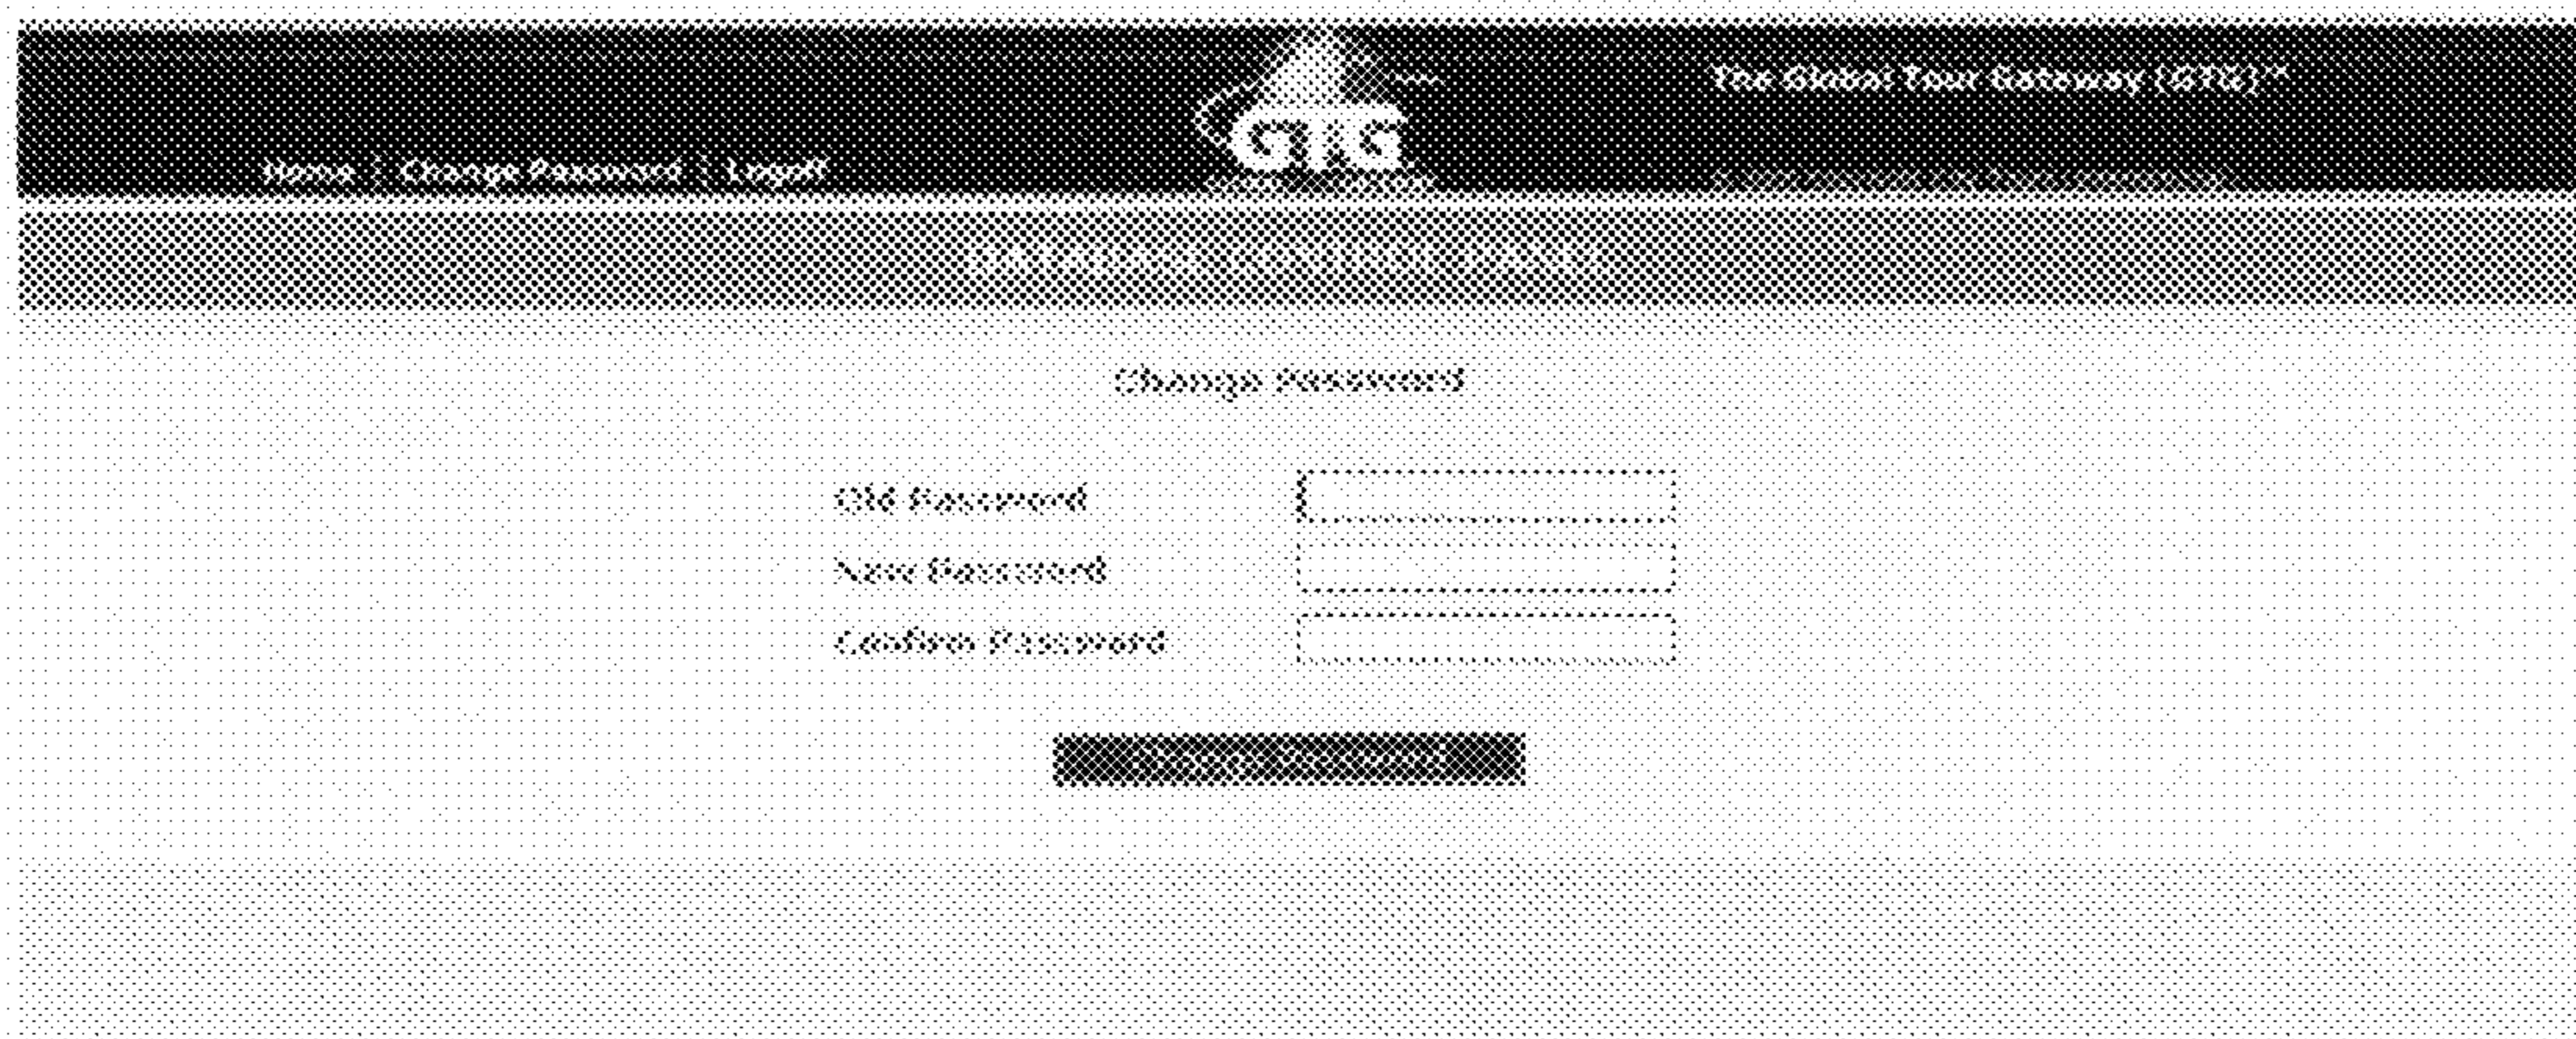 The Global Tour Gateway (GTG)™
GTG
Home | Change Password | Logoff
Change Password
Old Password
New Password
Confirm Password